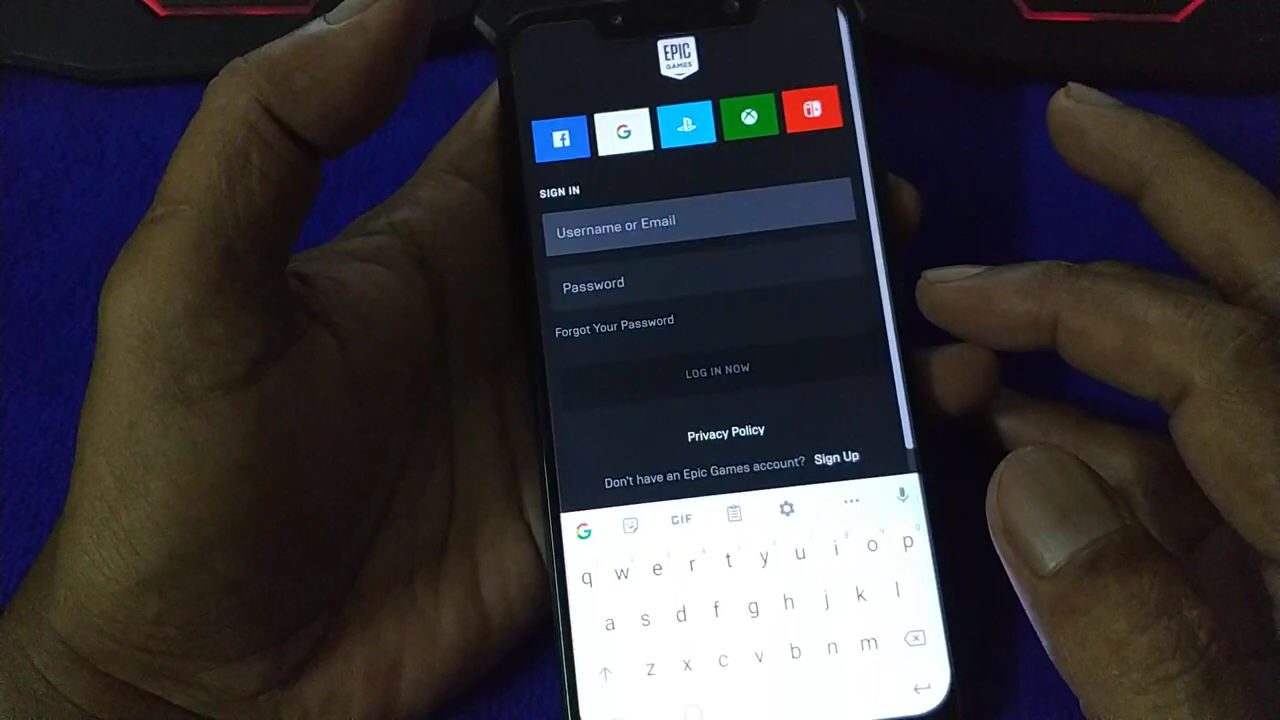 EPIC
GAMES
SIGN IN
Username or Email
Password
Forgot Your Password
LOG IN NOW
Privacy Policy
Don't have an Epic Games account? Sign Up
G GIF
q w e r t y u i o p
a s d f g h j k l
z x c v b n m